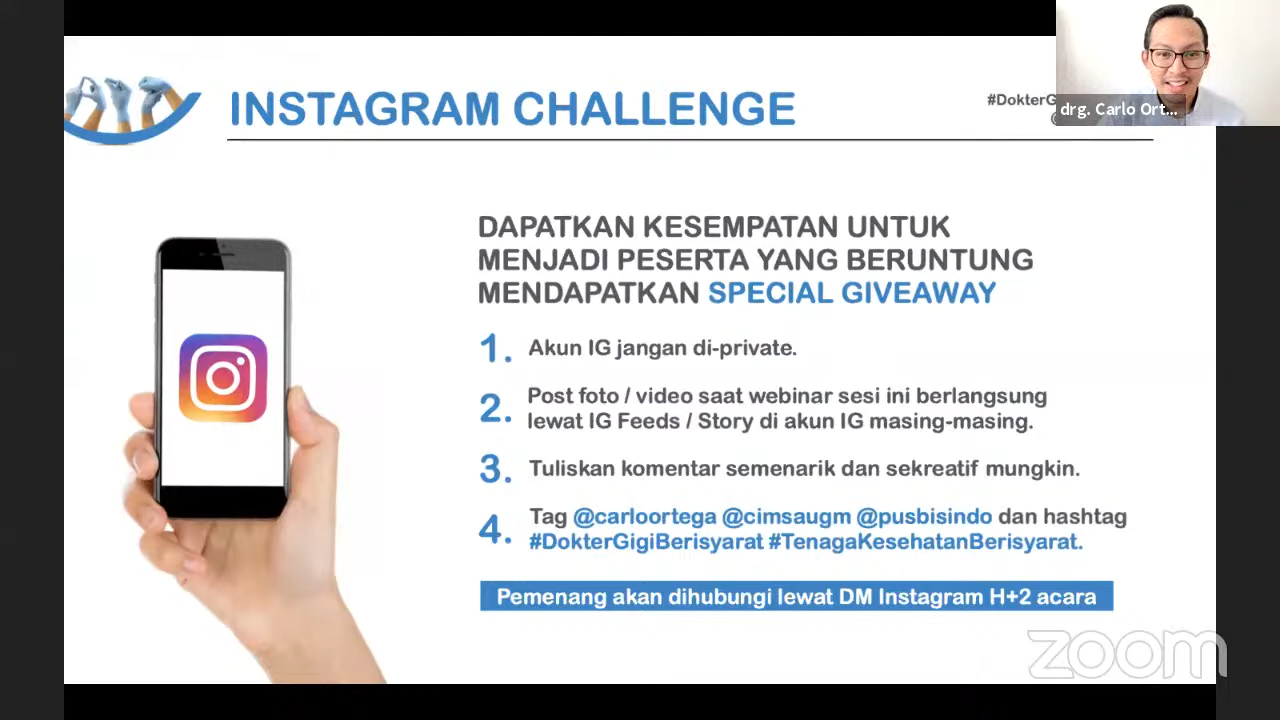 INSTAGRAM CHALLENGE
drg. Carlo Ort...
DAPATKAN KESEMPATAN UNTUK
MENJADI PESERTA YANG BERUNTUNG
MENDAPATKAN SPECIAL GIVEAWAY
1. Akun IG jangan di-private.
2. Post foto / video saat webinar sesi ini berlangsung
lewat IG Feeds / Story di akun IG masing-masing.
3. Tuliskan komentar semenarik dan sekreatif mungkin.
4. Tag @carloortega @cimsaugm @pusbisindo dan hashtag
#DokterGigiBerisyarat #TenagaKesehatanBerisyarat.
Pemenang akan dihubungi lewat DM Instagram H+2 acara
zoom